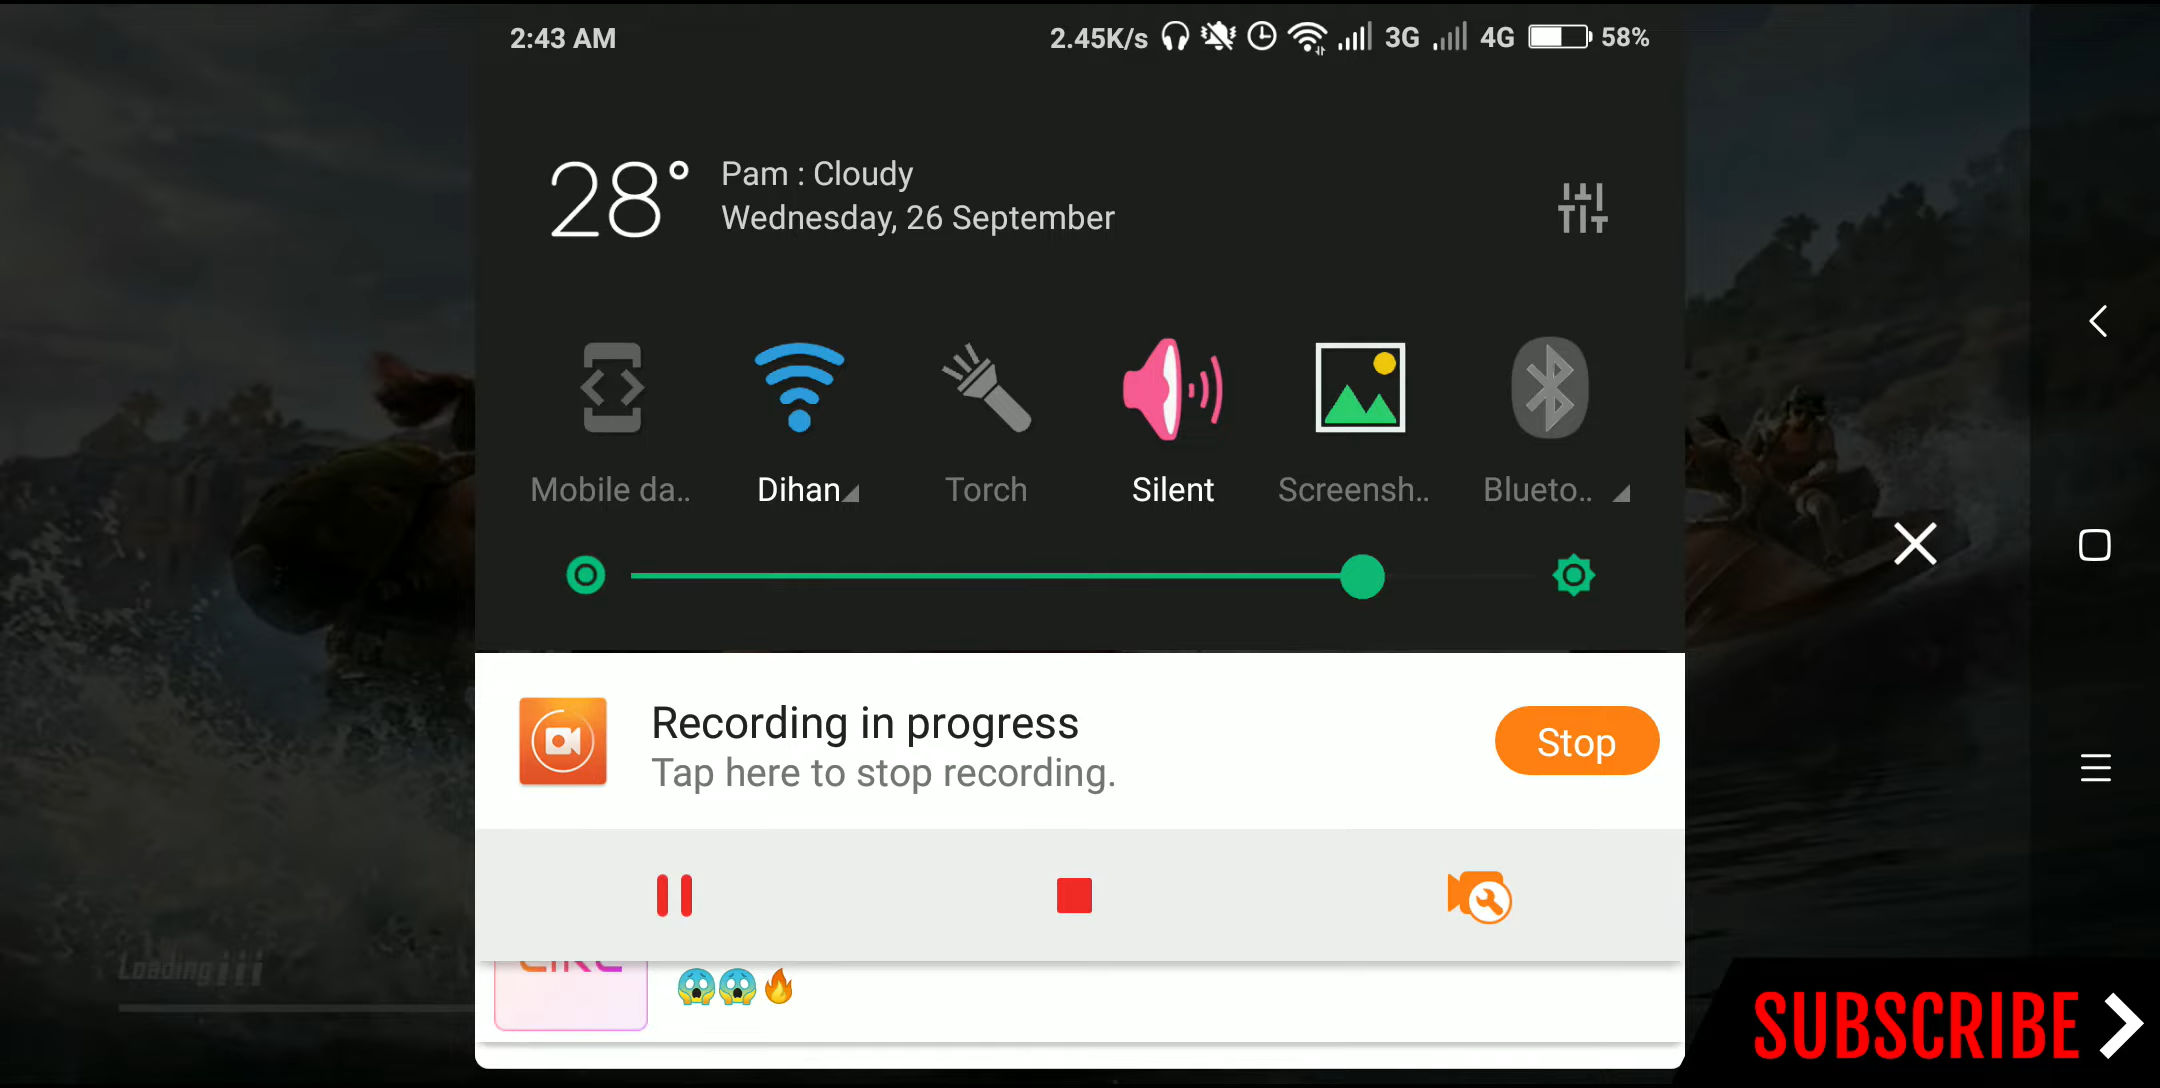 2:43 AM
2.45K/s 3G 4G 58%
28°
Pam : Cloudy
Wednesday, 26 September
Mobile da..
Dihan
Torch
Silent
Screensh..
Blueto..
Recording in progress
Tap here to stop recording.
Stop
Loading
SUBSCRIBE